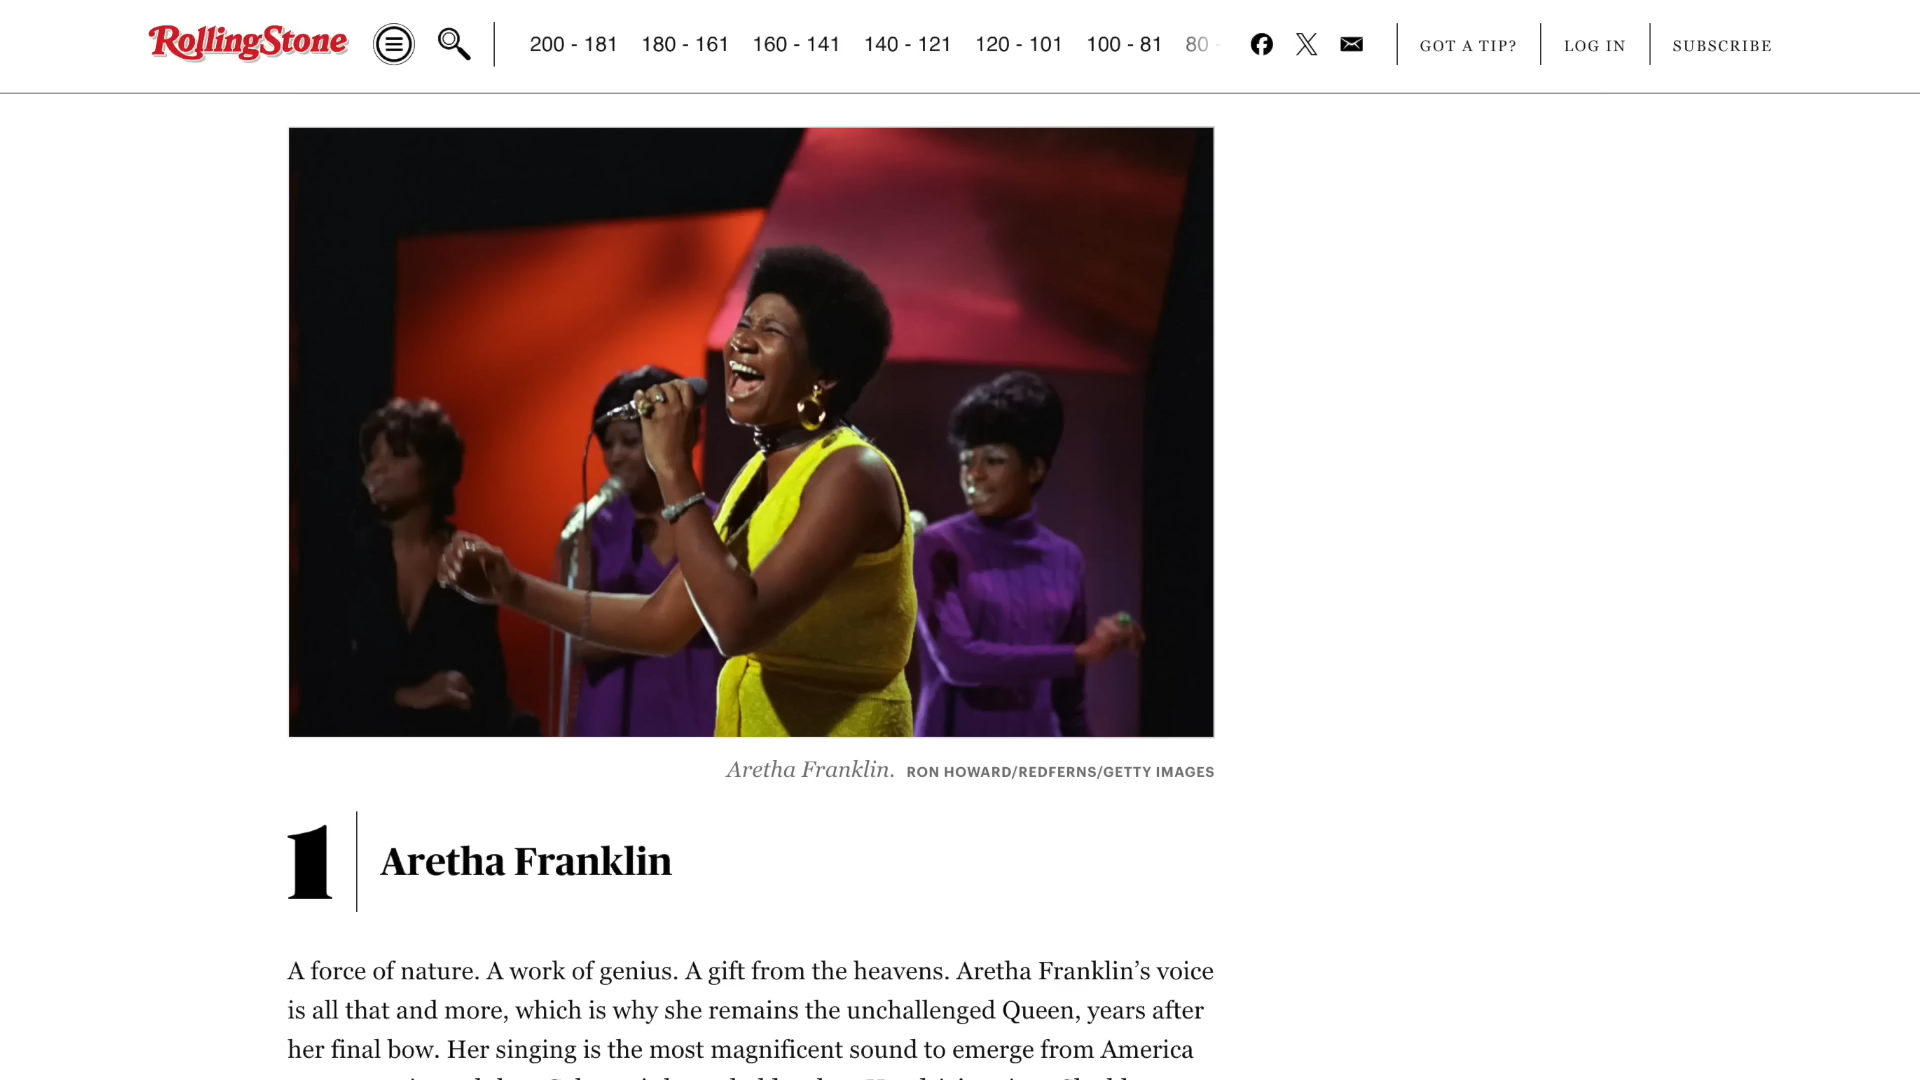 RollingStone
200 - 181 180 - 161 160 - 141 140 - 121 120 - 101 100 - 81 80 -
GOT A TIP? LOG IN SUBSCRIBE
Aretha Franklin. RON HOWARD/REDFERNS/GETTY IMAGES
1 Aretha Franklin
A force of nature. A work of genius. A gift from the heavens. Aretha Franklin’s voice
is all that and more, which is why she remains the unchallenged Queen, years after
her final bow. Her singing is the most magnificent sound to emerge from America